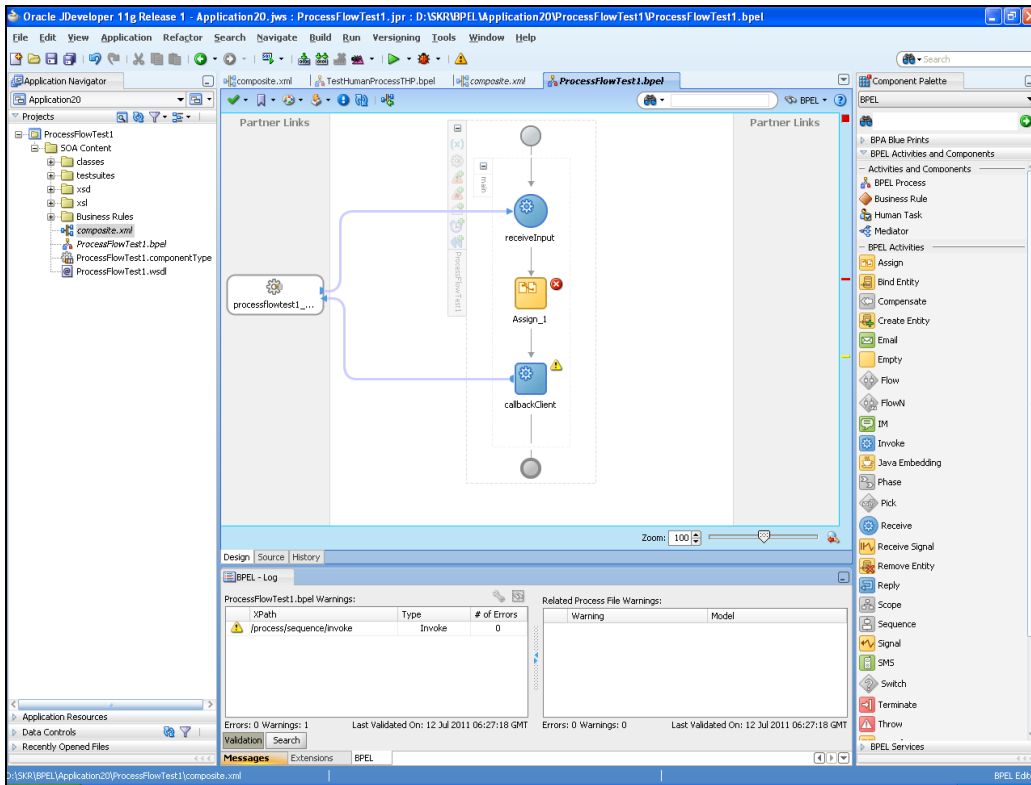 Oracle JDeveloper 11g Release 1 - Application20.jws : ProcessFlowTest1.jpr : D:\SKR\BPEL\Application20\ProcessFlowTest1\ProcessFlowTest1.bpel
File Edit View Application Refactor Search Navigate Build Run Versioning Tools Window Help
Search
Application Navigator
Application20
Projects
ProcessFlowTest1
SOA Content
classes
testsuites
xsd
xsl
Business Rules
composite.xml
ProcessFlowTest1.bpel
ProcessFlowTest1.componentType
ProcessFlowTest1.wsdl
Application Resources
Data Controls
Recently Opened Files
composite.xml TestHumanProcessTHP.bpel composite.xml ProcessFlowTest1.bpel
BPEL
Partner Links
Partner Links
main
ProcessFlowTest1
receiveInput
processflowtest1_...
Assign_1
callbackClient
Zoom: 100
Design Source History
BPEL - Log
ProcessFlowTest1.bpel Warnings:
XPath Type # of Errors
/process/sequence/invoke Invoke 0
Errors: 0 Warnings: 1 Last Validated On: 12 Jul 2011 06:27:18 GMT
Related Process File Warnings:
Warning Model
Errors: 0 Warnings: 0 Last Validated On: 12 Jul 2011 06:27:18 GMT
Validation Search
Messages Extensions BPEL
Component Palette
BPEL
BPA Blue Prints
BPEL Activities and Components
Activities and Components
BPEL Process
Business Rule
Human Task
Mediator
BPEL Activities
Assign
Bind Entity
Compensate
Create Entity
Email
Empty
Flow
FlowN
IM
Invoke
Java Embedding
Phase
Pick
Receive
Receive Signal
Remove Entity
Reply
Scope
Sequence
Signal
SMS
Switch
Terminate
Throw
BPEL Services
D:\SKR\BPEL\Application20\ProcessFlowTest1\composite.xml
BPEL Edit